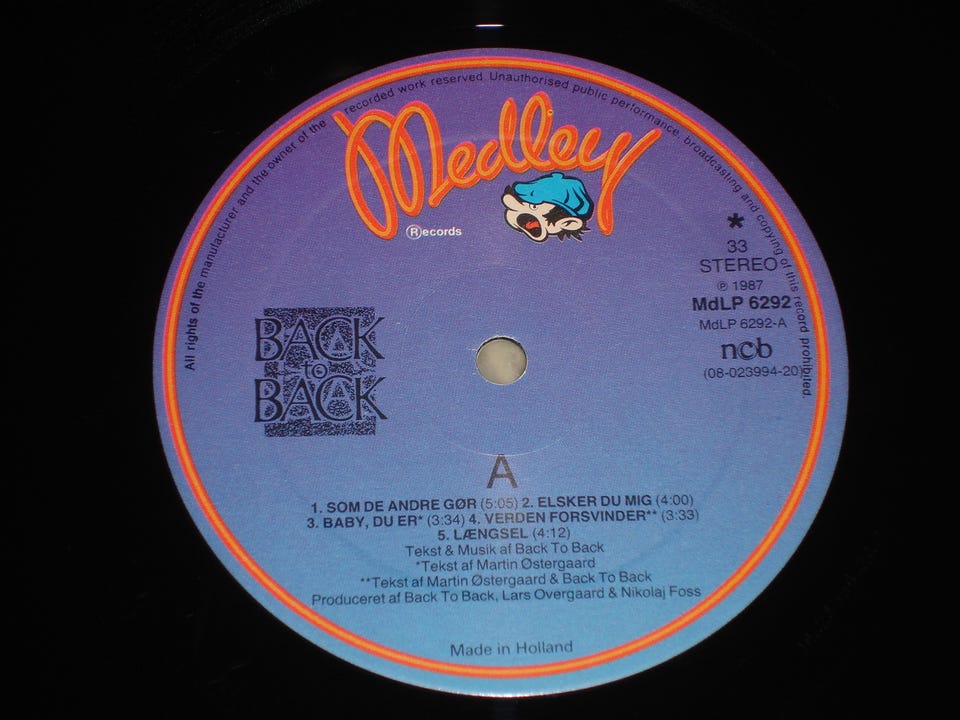 All rights of the manufacturer and the owner of the recorded work reserved. Unauthorised public performance, broadcasting and copying of this record prohibited.
Medley
®ecords
*
33
STEREO
℗ 1987
MdLP 6292
MdLP 6292-A
ncb
(08-023994-20)
BACK
to
BACK
A
1. SOM DE ANDRE GØR (5:05) 2. ELSKER DU MIG (4:00)
3. BABY, DU ER* (3:34) 4. VERDEN FORSVINDER** (3:33)
5. LÆNGSEL (4:12)
Tekst & Musik af Back To Back
*Tekst af Martin Østergaard
**Tekst af Martin Østergaard & Back To Back
Produceret af Back To Back, Lars Overgaard & Nikolaj Foss
Made in Holland